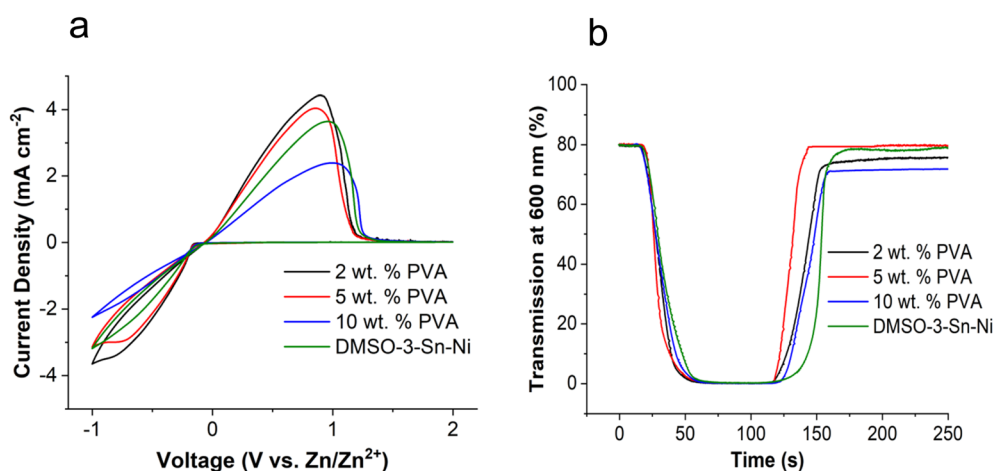 a
Current Density (mA cm⁻²)
4
2
0
-2
-4
2 wt. % PVA
5 wt. % PVA
10 wt. % PVA
DMSO-3-Sn-Ni
-1 0 1 2
Voltage (V vs. Zn/Zn²⁺)
b
Transmission at 600 nm (%)
100
80
60
40
20
0
2 wt. % PVA
5 wt. % PVA
10 wt. % PVA
DMSO-3-Sn-Ni
0 50 100 150 200 250
Time (s)